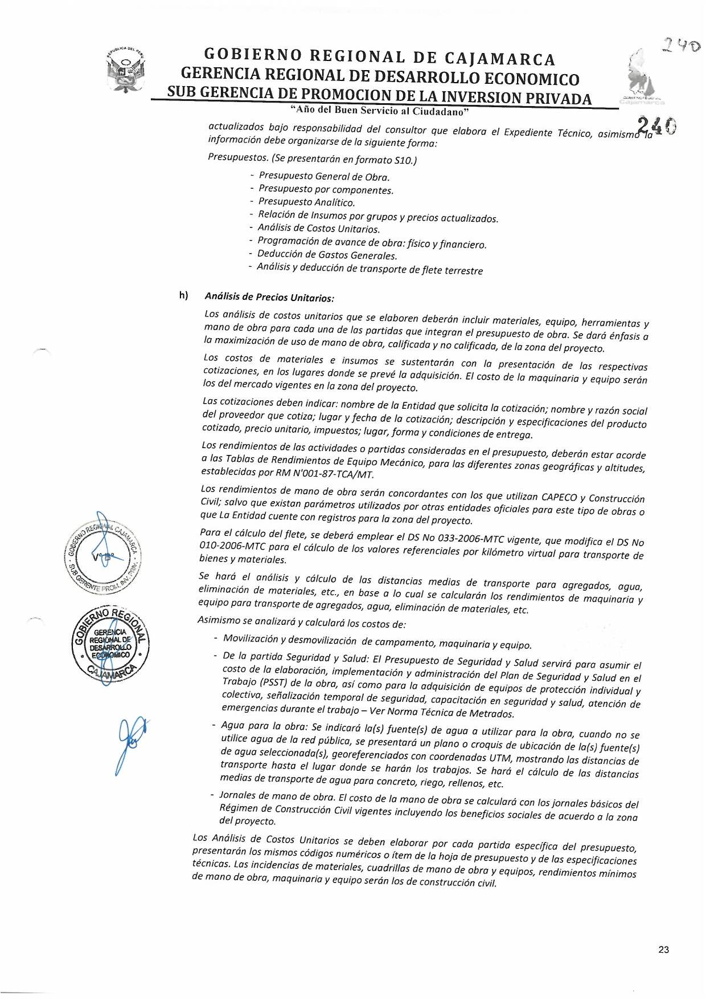 240
REPUBLICA DEL PERU
GOBIERNO REGIONAL DE CAJAMARCA
GERENCIA REGIONAL DE DESARROLLO ECONOMICO
SUB GERENCIA DE PROMOCION DE LA INVERSION PRIVADA
Cajamarca
“Año del Buen Servicio al Ciudadano”
240
actualizados bajo responsabilidad del consultor que elabora el Expediente Técnico, asimismo la
información debe organizarse de la siguiente forma:
Presupuestos. (Se presentarán en formato S10.)
- Presupuesto General de Obra.
- Presupuesto por componentes.
- Presupuesto Analítico.
- Relación de Insumos por grupos y precios actualizados.
- Análisis de Costos Unitarios.
- Programación de avance de obra: físico y financiero.
- Deducción de Gastos Generales.
- Análisis y deducción de transporte de flete terrestre
h) Análisis de Precios Unitarios:
Los análisis de costos unitarios que se elaboren deberán incluir materiales, equipo, herramientas y
mano de obra para cada una de las partidas que integran el presupuesto de obra. Se dará énfasis a
la maximización de uso de mano de obra, calificada y no calificada, de la zona del proyecto.
Los costos de materiales e insumos se sustentarán con la presentación de las respectivas
cotizaciones, en los lugares donde se prevé la adquisición. El costo de la maquinaria y equipo serán
los del mercado vigentes en la zona del proyecto.
Las cotizaciones deben indicar: nombre de la Entidad que solicita la cotización; nombre y razón social
del proveedor que cotiza; lugar y fecha de la cotización; descripción y especificaciones del producto
cotizado, precio unitario, impuestos; lugar, forma y condiciones de entrega.
Los rendimientos de las actividades o partidas consideradas en el presupuesto, deberán estar acorde
a las Tablas de Rendimientos de Equipo Mecánico, para las diferentes zonas geográficas y altitudes,
establecidas por RM N'001-87-TCA/MT.
Los rendimientos de mano de obra serán concordantes con los que utilizan CAPECO y Construcción
Civil; salvo que existan parámetros utilizados por otras entidades oficiales para este tipo de obras o
que La Entidad cuente con registros para la zona del proyecto.
Para el cálculo del flete, se deberá emplear el DS No 033-2006-MTC vigente, que modifica el DS No
010-2006-MTC para el cálculo de los valores referenciales por kilómetro virtual para transporte de
bienes y materiales.
Se hará el análisis y cálculo de las distancias medias de transporte para agregados, agua,
eliminación de materiales, etc., en base a lo cual se calcularán los rendimientos de maquinaria y
equipo para transporte de agregados, agua, eliminación de materiales, etc.
Asimismo se analizará y calculará los costos de:
- Movilización y desmovilización de campamento, maquinaria y equipo.
- De la partida Seguridad y Salud: El Presupuesto de Seguridad y Salud servirá para asumir el
costo de la elaboración, implementación y administración del Plan de Seguridad y Salud en el
Trabajo (PSST) de la obra, así como para la adquisición de equipos de protección individual y
colectiva, señalización temporal de seguridad, capacitación en seguridad y salud, atención de
emergencias durante el trabajo – Ver Norma Técnica de Metrados.
- Agua para la obra: Se indicará la(s) fuente(s) de agua a utilizar para la obra, cuando no se
utilice agua de la red pública, se presentará un plano o croquis de ubicación de la(s) fuente(s)
de agua seleccionada(s), georeferenciados con coordenadas UTM, mostrando las distancias de
transporte hasta el lugar donde se harán los trabajos. Se hará el cálculo de las distancias
medias de transporte de agua para concreto, riego, rellenos, etc.
- Jornales de mano de obra. El costo de la mano de obra se calculará con los jornales básicos del
Régimen de Construcción Civil vigentes incluyendo los beneficios sociales de acuerdo a la zona
del proyecto.
Los Análisis de Costos Unitarios se deben elaborar por cada partida específica del presupuesto,
presentarán los mismos códigos numéricos o ítem de la hoja de presupuesto y de las especificaciones
técnicas. Las incidencias de materiales, cuadrillas de mano de obra y equipos, rendimientos mínimos
de mano de obra, maquinaria y equipo serán los de construcción civil.
GOBIERNO REGIONAL CAJAMARCA
V°B°
SUB GERENTE PROM. INV. PRIV.
GOBIERNO REGIONAL
GERENCIA
REGIONAL DE
DESARROLLO
ECONOMICO
CAJAMARCA
23